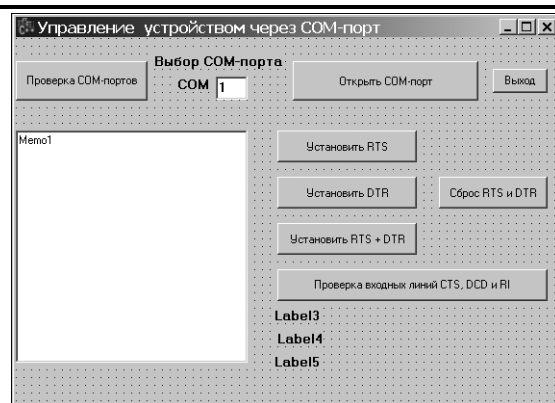 Управление устройством через COM-порт
Проверка COM-портов
Выбор COM-порта
COM 1
Открыть COM-порт
Выход
Memo1
Установить RTS
Установить DTR
Сброс RTS и DTR
Установить RTS + DTR
Проверка входных линий CTS, DCD и RI
Label3
Label4
Label5